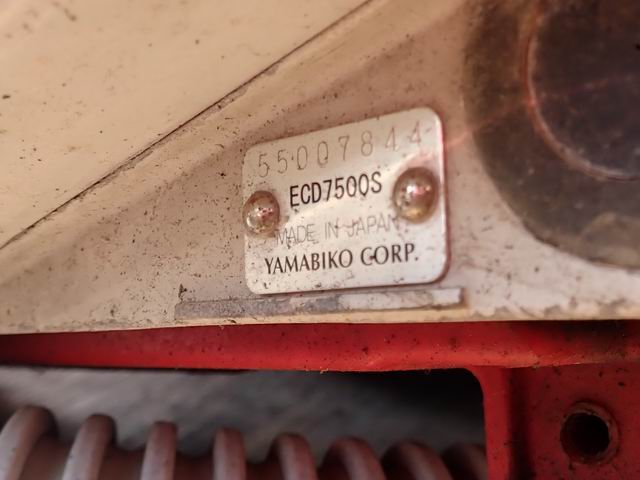 55007844
ECD7500S
MADE IN JAPAN
YAMABIKO CORP.